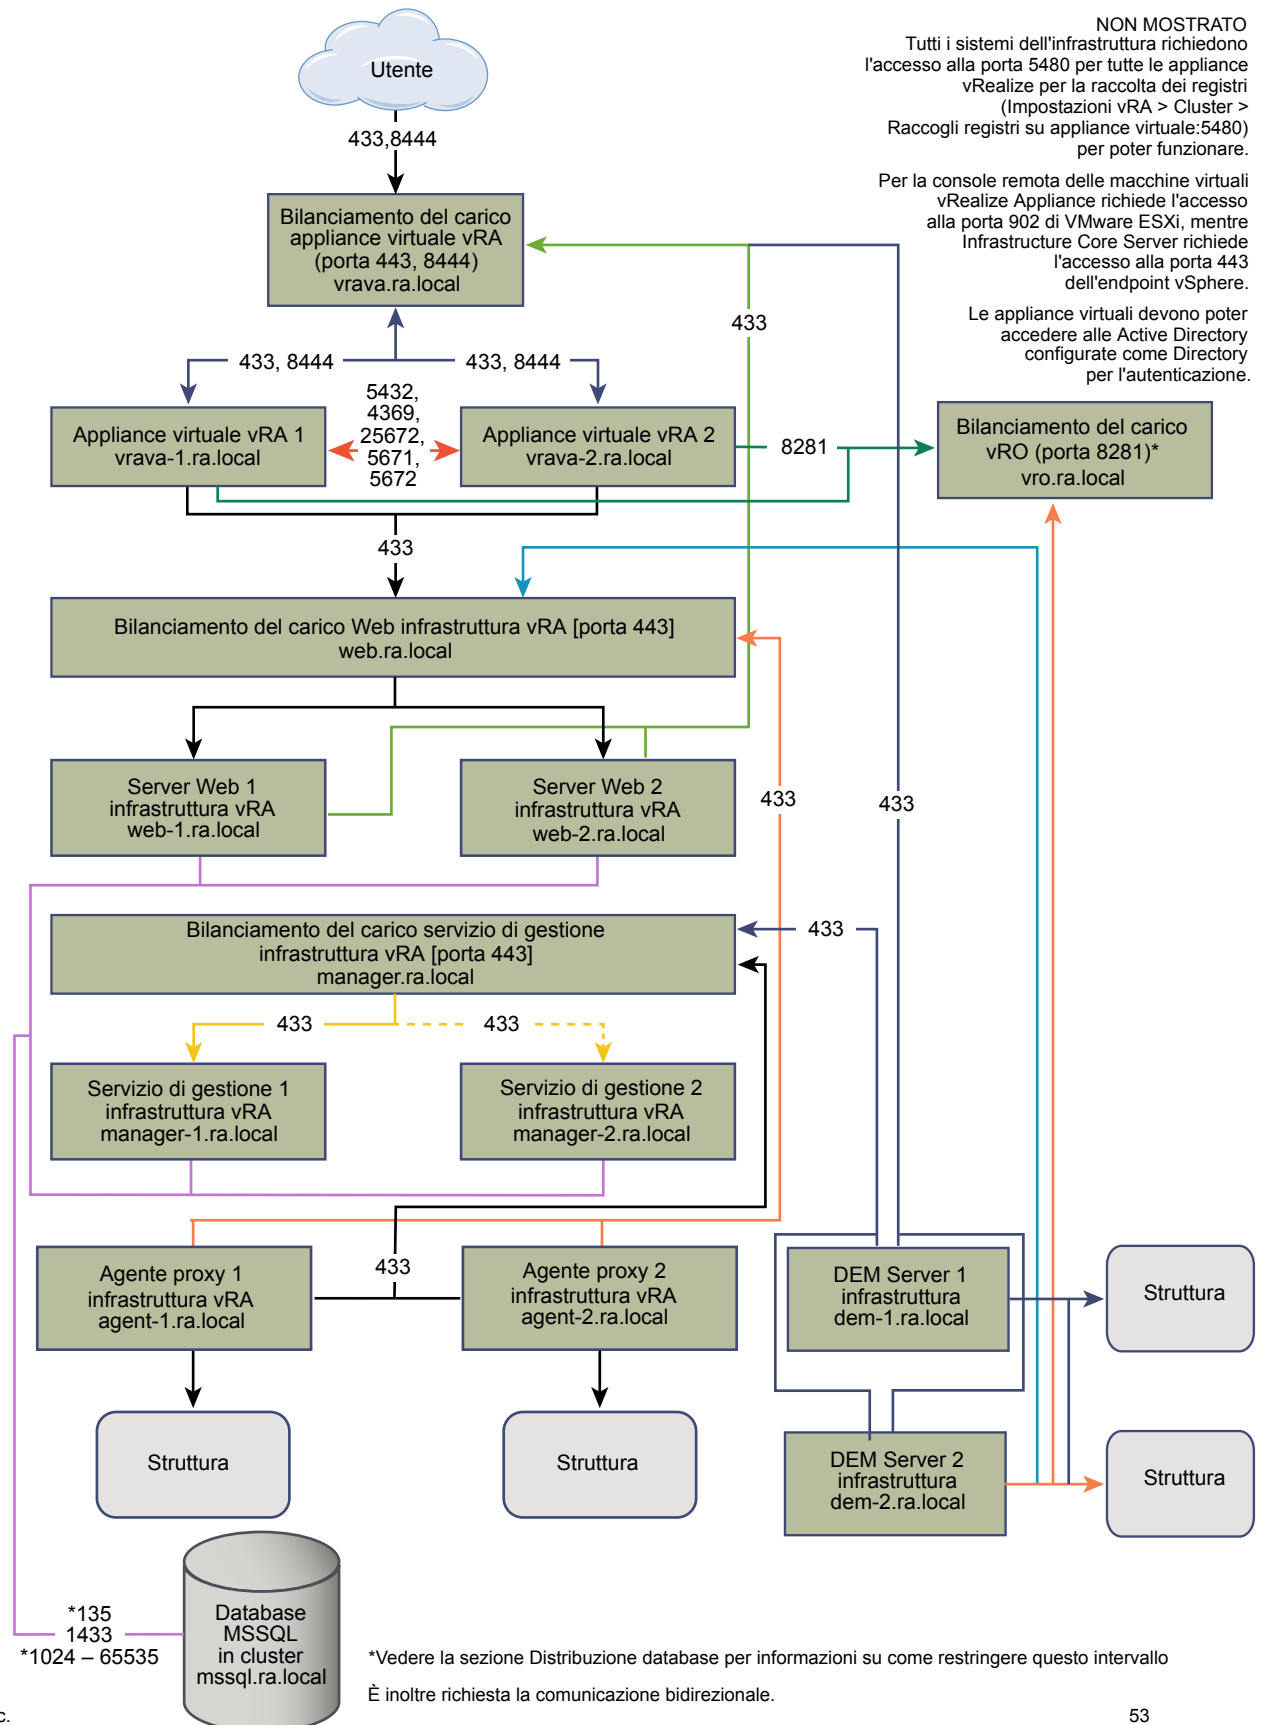 NON MOSTRATO
Tutti i sistemi dell'infrastruttura richiedono
l'accesso alla porta 5480 per tutte le appliance
vRealize per la raccolta dei registri
(Impostazioni vRA > Cluster >
Raccogli registri su appliance virtuale:5480)
per poter funzionare.
Per la console remota delle macchine virtuali
vRealize Appliance richiede l'accesso
alla porta 902 di VMware ESXi, mentre
Infrastructure Core Server richiede
l'accesso alla porta 443
dell'endpoint vSphere.
Le appliance virtuali devono poter
accedere alle Active Directory
configurate come Directory
per l'autenticazione.
Utente
433,8444
Bilanciamento del carico
appliance virtuale vRA
(porta 443, 8444)
vrava.ra.local
433
433, 8444
433, 8444
5432,
4369,
25672,
5671,
5672
Appliance virtuale vRA 1
vrava-1.ra.local
Appliance virtuale vRA 2
vrava-2.ra.local
8281
Bilanciamento del carico
vRO (porta 8281)*
vro.ra.local
433
Bilanciamento del carico Web infrastruttura vRA [porta 443]
web.ra.local
Server Web 1
infrastruttura vRA
web-1.ra.local
Server Web 2
infrastruttura vRA
web-2.ra.local
433
433
Bilanciamento del carico servizio di gestione
infrastruttura vRA [porta 443]
manager.ra.local
433
433
433
Servizio di gestione 1
infrastruttura vRA
manager-1.ra.local
Servizio di gestione 2
infrastruttura vRA
manager-2.ra.local
Agente proxy 1
infrastruttura vRA
agent-1.ra.local
433
Agente proxy 2
infrastruttura vRA
agent-2.ra.local
DEM Server 1
infrastruttura
dem-1.ra.local
Struttura
Struttura
Struttura
DEM Server 2
infrastruttura
dem-2.ra.local
Struttura
*135
1433
*1024 – 65535
Database
MSSQL
in cluster
mssql.ra.local
*Vedere la sezione Distribuzione database per informazioni su come restringere questo intervallo
È inoltre richiesta la comunicazione bidirezionale.
c.
53